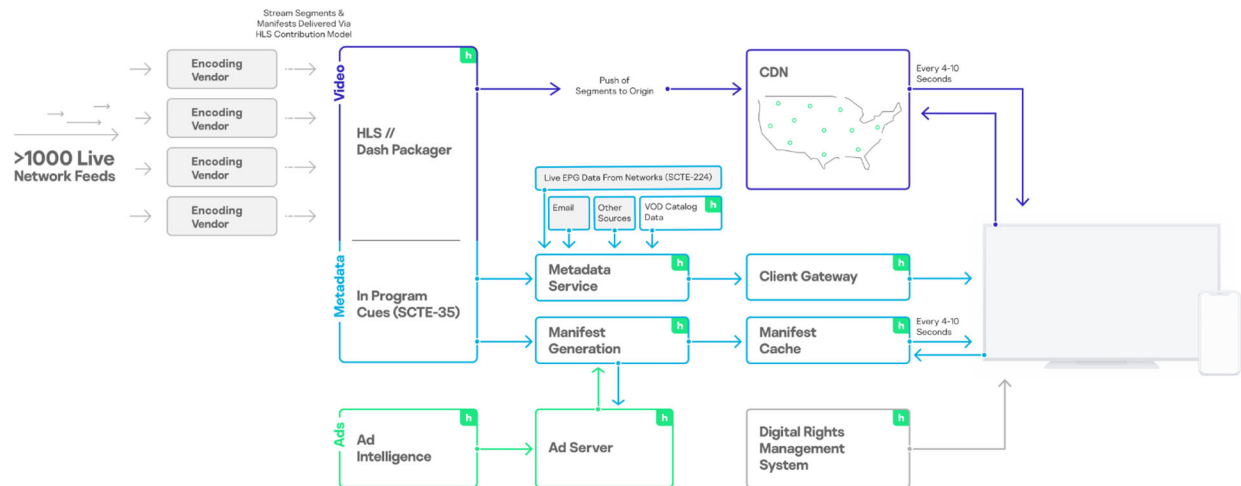 Stream Segments &
Manifests Delivered Via
HLS Contribution Model
>1000 Live
Network Feeds
Encoding
Vendor
Encoding
Vendor
Encoding
Vendor
Encoding
Vendor
Video
h
HLS //
Dash Packager
Metadata
In Program
Cues (SCTE-35)
Push of
Segments to Origin
CDN
Every 4-10
Seconds
Live EPG Data From Networks (SCTE-224)
Email
Other
Sources
VOD Catalog
Data
h
Metadata
Service
h
Client Gateway
h
Manifest
Generation
h
Manifest
Cache
h
Every 4-10
Seconds
Ads
Ad
Intelligence
h
Ad Server
h
Digital Rights
Management
System
h